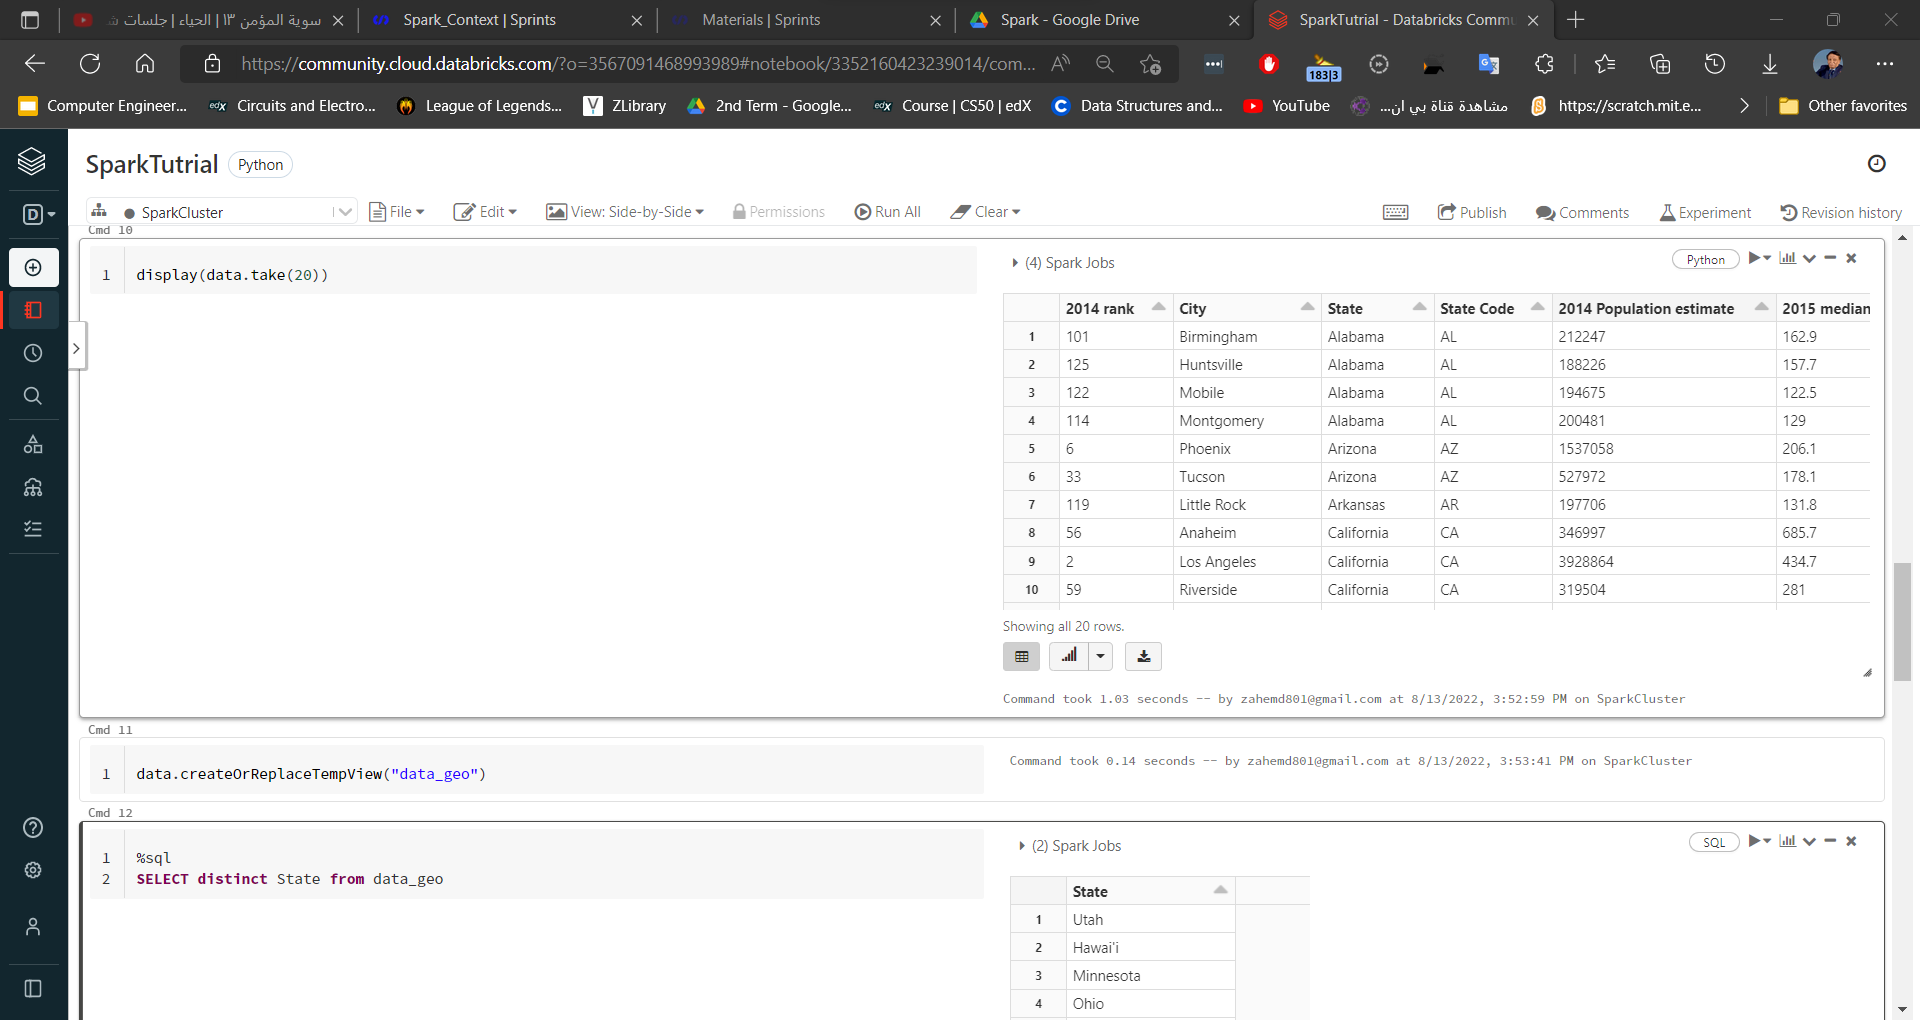 سوية المؤمن ١٣ | الحياء | جلسات ش
Spark_Context | Sprints
Materials | Sprints
Spark - Google Drive
SparkTutrial - Databricks Commu
https://community.cloud.databricks.com/?o=3567091468993989#notebook/3352160423239014/com...
183|3
Computer Engineer...
edX Circuits and Electro...
League of Legends...
ZLibrary
2nd Term - Google...
edX Course | CS50 | edX
Data Structures and...
YouTube
مشاهدة قناة بي ان...
https://scratch.mit.e...
Other favorites
SparkTutrial
Python
D
SparkCluster
File
Edit
View: Side-by-Side
Permissions
Run All
Clear
Publish
Comments
Experiment
Revision history
Cmd 10
1 display(data.take(20))
(4) Spark Jobs
Python
2014 rank City State State Code 2014 Population estimate 2015 median
1 101 Birmingham Alabama AL 212247 162.9
2 125 Huntsville Alabama AL 188226 157.7
3 122 Mobile Alabama AL 194675 122.5
4 114 Montgomery Alabama AL 200481 129
5 6 Phoenix Arizona AZ 1537058 206.1
6 33 Tucson Arizona AZ 527972 178.1
7 119 Little Rock Arkansas AR 197706 131.8
8 56 Anaheim California CA 346997 685.7
9 2 Los Angeles California CA 3928864 434.7
10 59 Riverside California CA 319504 281
Showing all 20 rows.
Command took 1.03 seconds -- by zahemd801@gmail.com at 8/13/2022, 3:52:59 PM on SparkCluster
Cmd 11
1 data.createOrReplaceTempView("data_geo")
Command took 0.14 seconds -- by zahemd801@gmail.com at 8/13/2022, 3:53:41 PM on SparkCluster
Cmd 12
1 %sql
2 SELECT distinct State from data_geo
(2) Spark Jobs
SQL
State
1 Utah
2 Hawai'i
3 Minnesota
4 Ohio